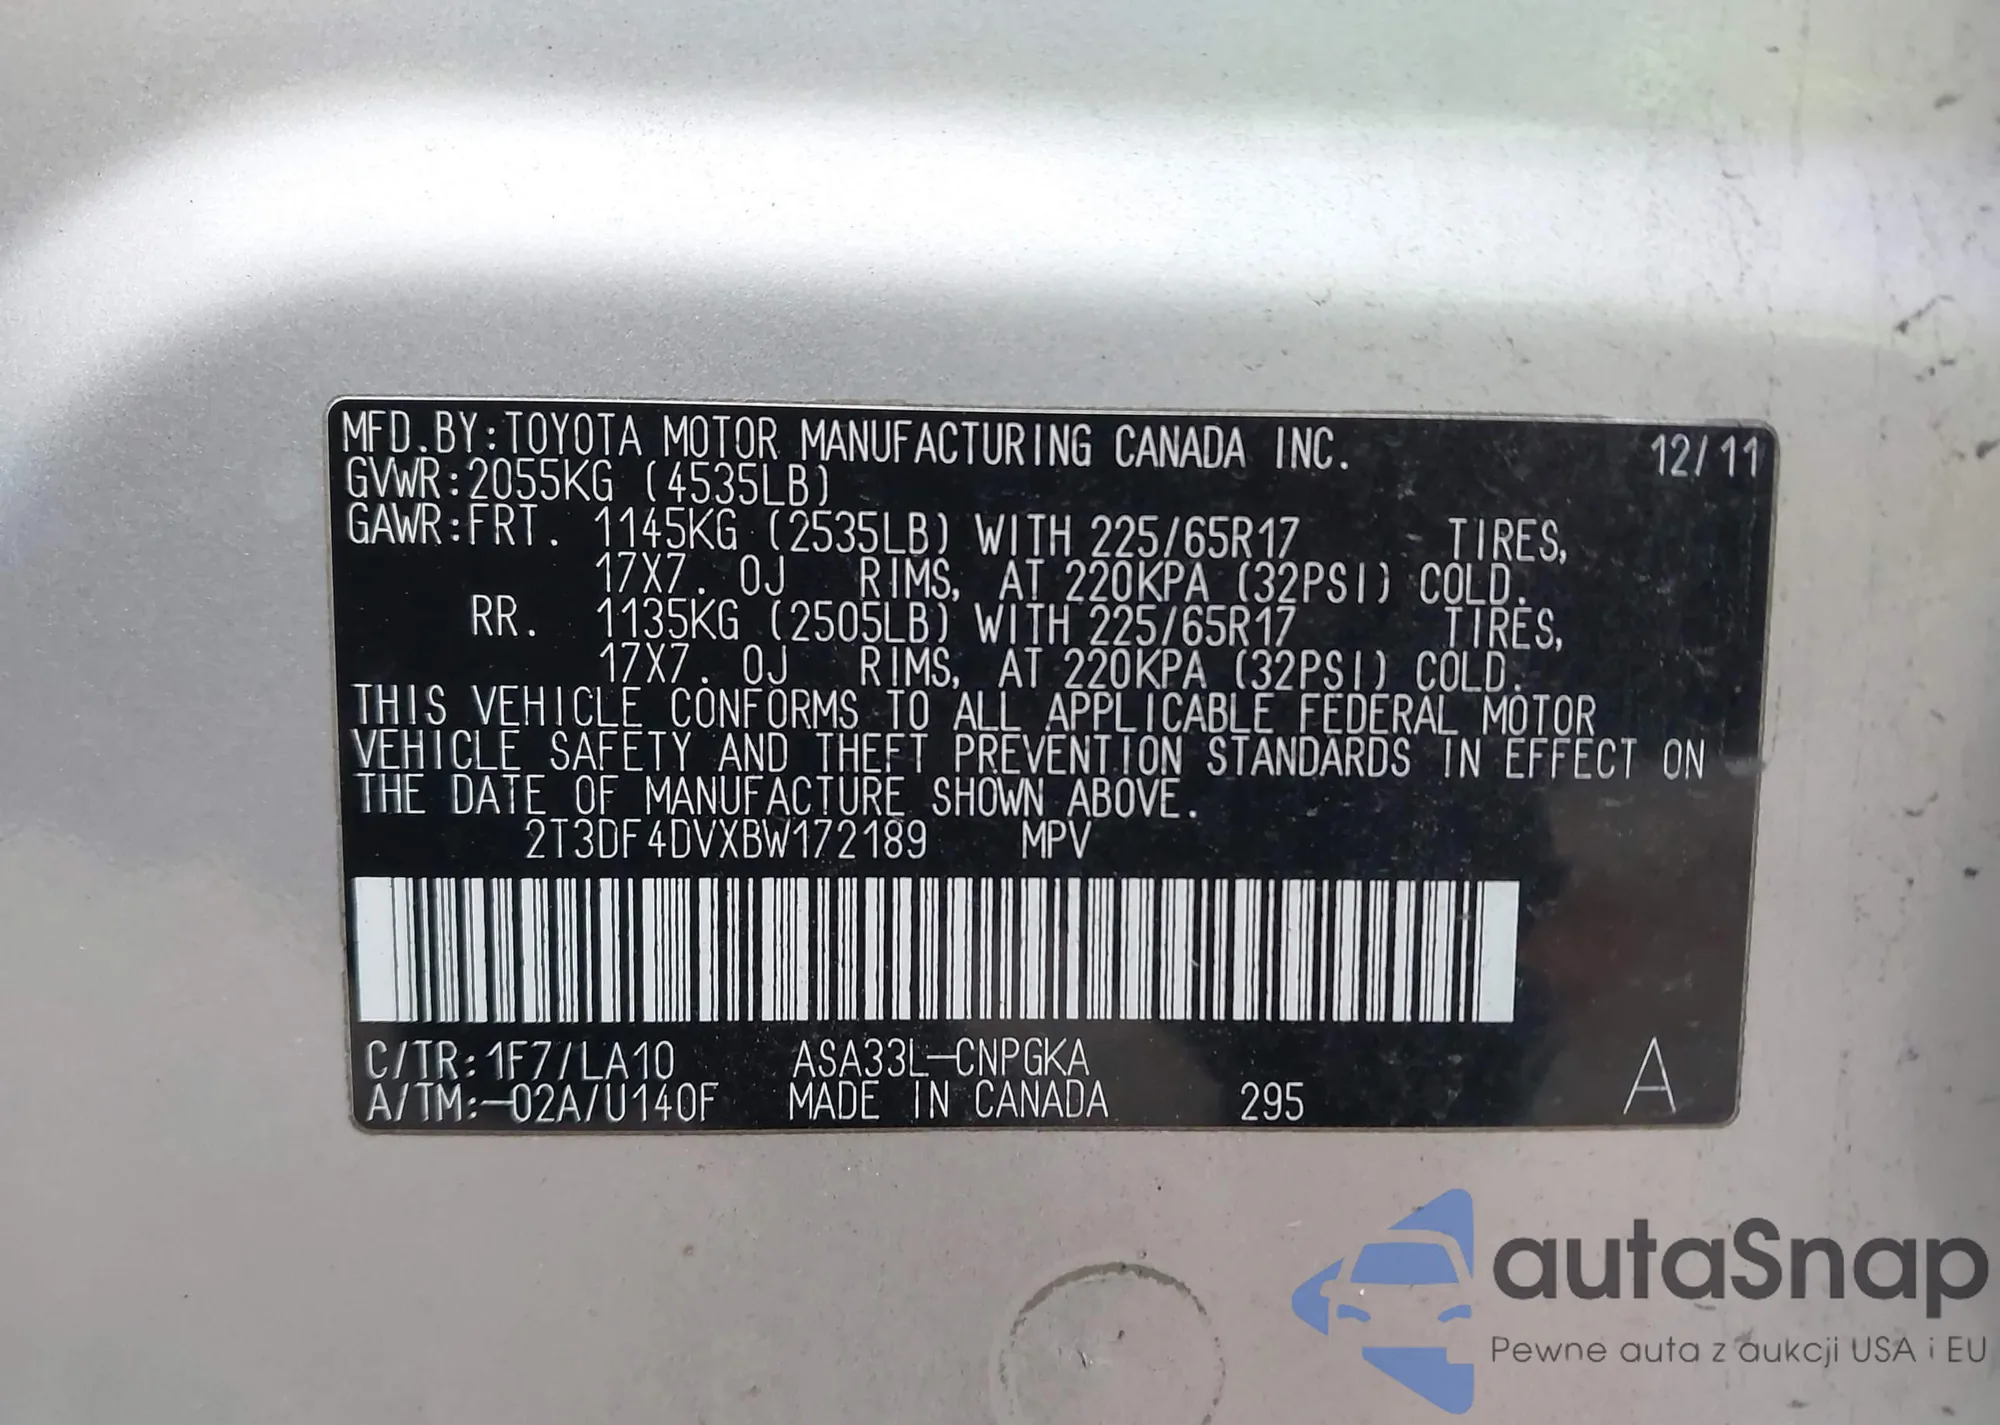 MFD.BY:TOYOTA MOTOR MANUFACTURING CANADA INC. 12/11
GVWR:2055KG (4535LB)
GAWR:FRT. 1145KG (2535LB) WITH 225/65R17 TIRES,
17X7. 0J RIMS, AT 220KPA (32PSI) COLD.
RR. 1135KG (2505LB) WITH 225/65R17 TIRES,
17X7. 0J RIMS, AT 220KPA (32PSI) COLD.
THIS VEHICLE CONFORMS TO ALL APPLICABLE FEDERAL MOTOR
VEHICLE SAFETY AND THEFT PREVENTION STANDARDS IN EFFECT ON
THE DATE OF MANUFACTURE SHOWN ABOVE.
2T3DF4DVXBW172189 MPV
C/TR:1F7/LA10 ASA33L-CNPGKA
A/TM:-02A/U140F MADE IN CANADA 295 A
autaSnap
Pewne auta z aukcji USA i EU